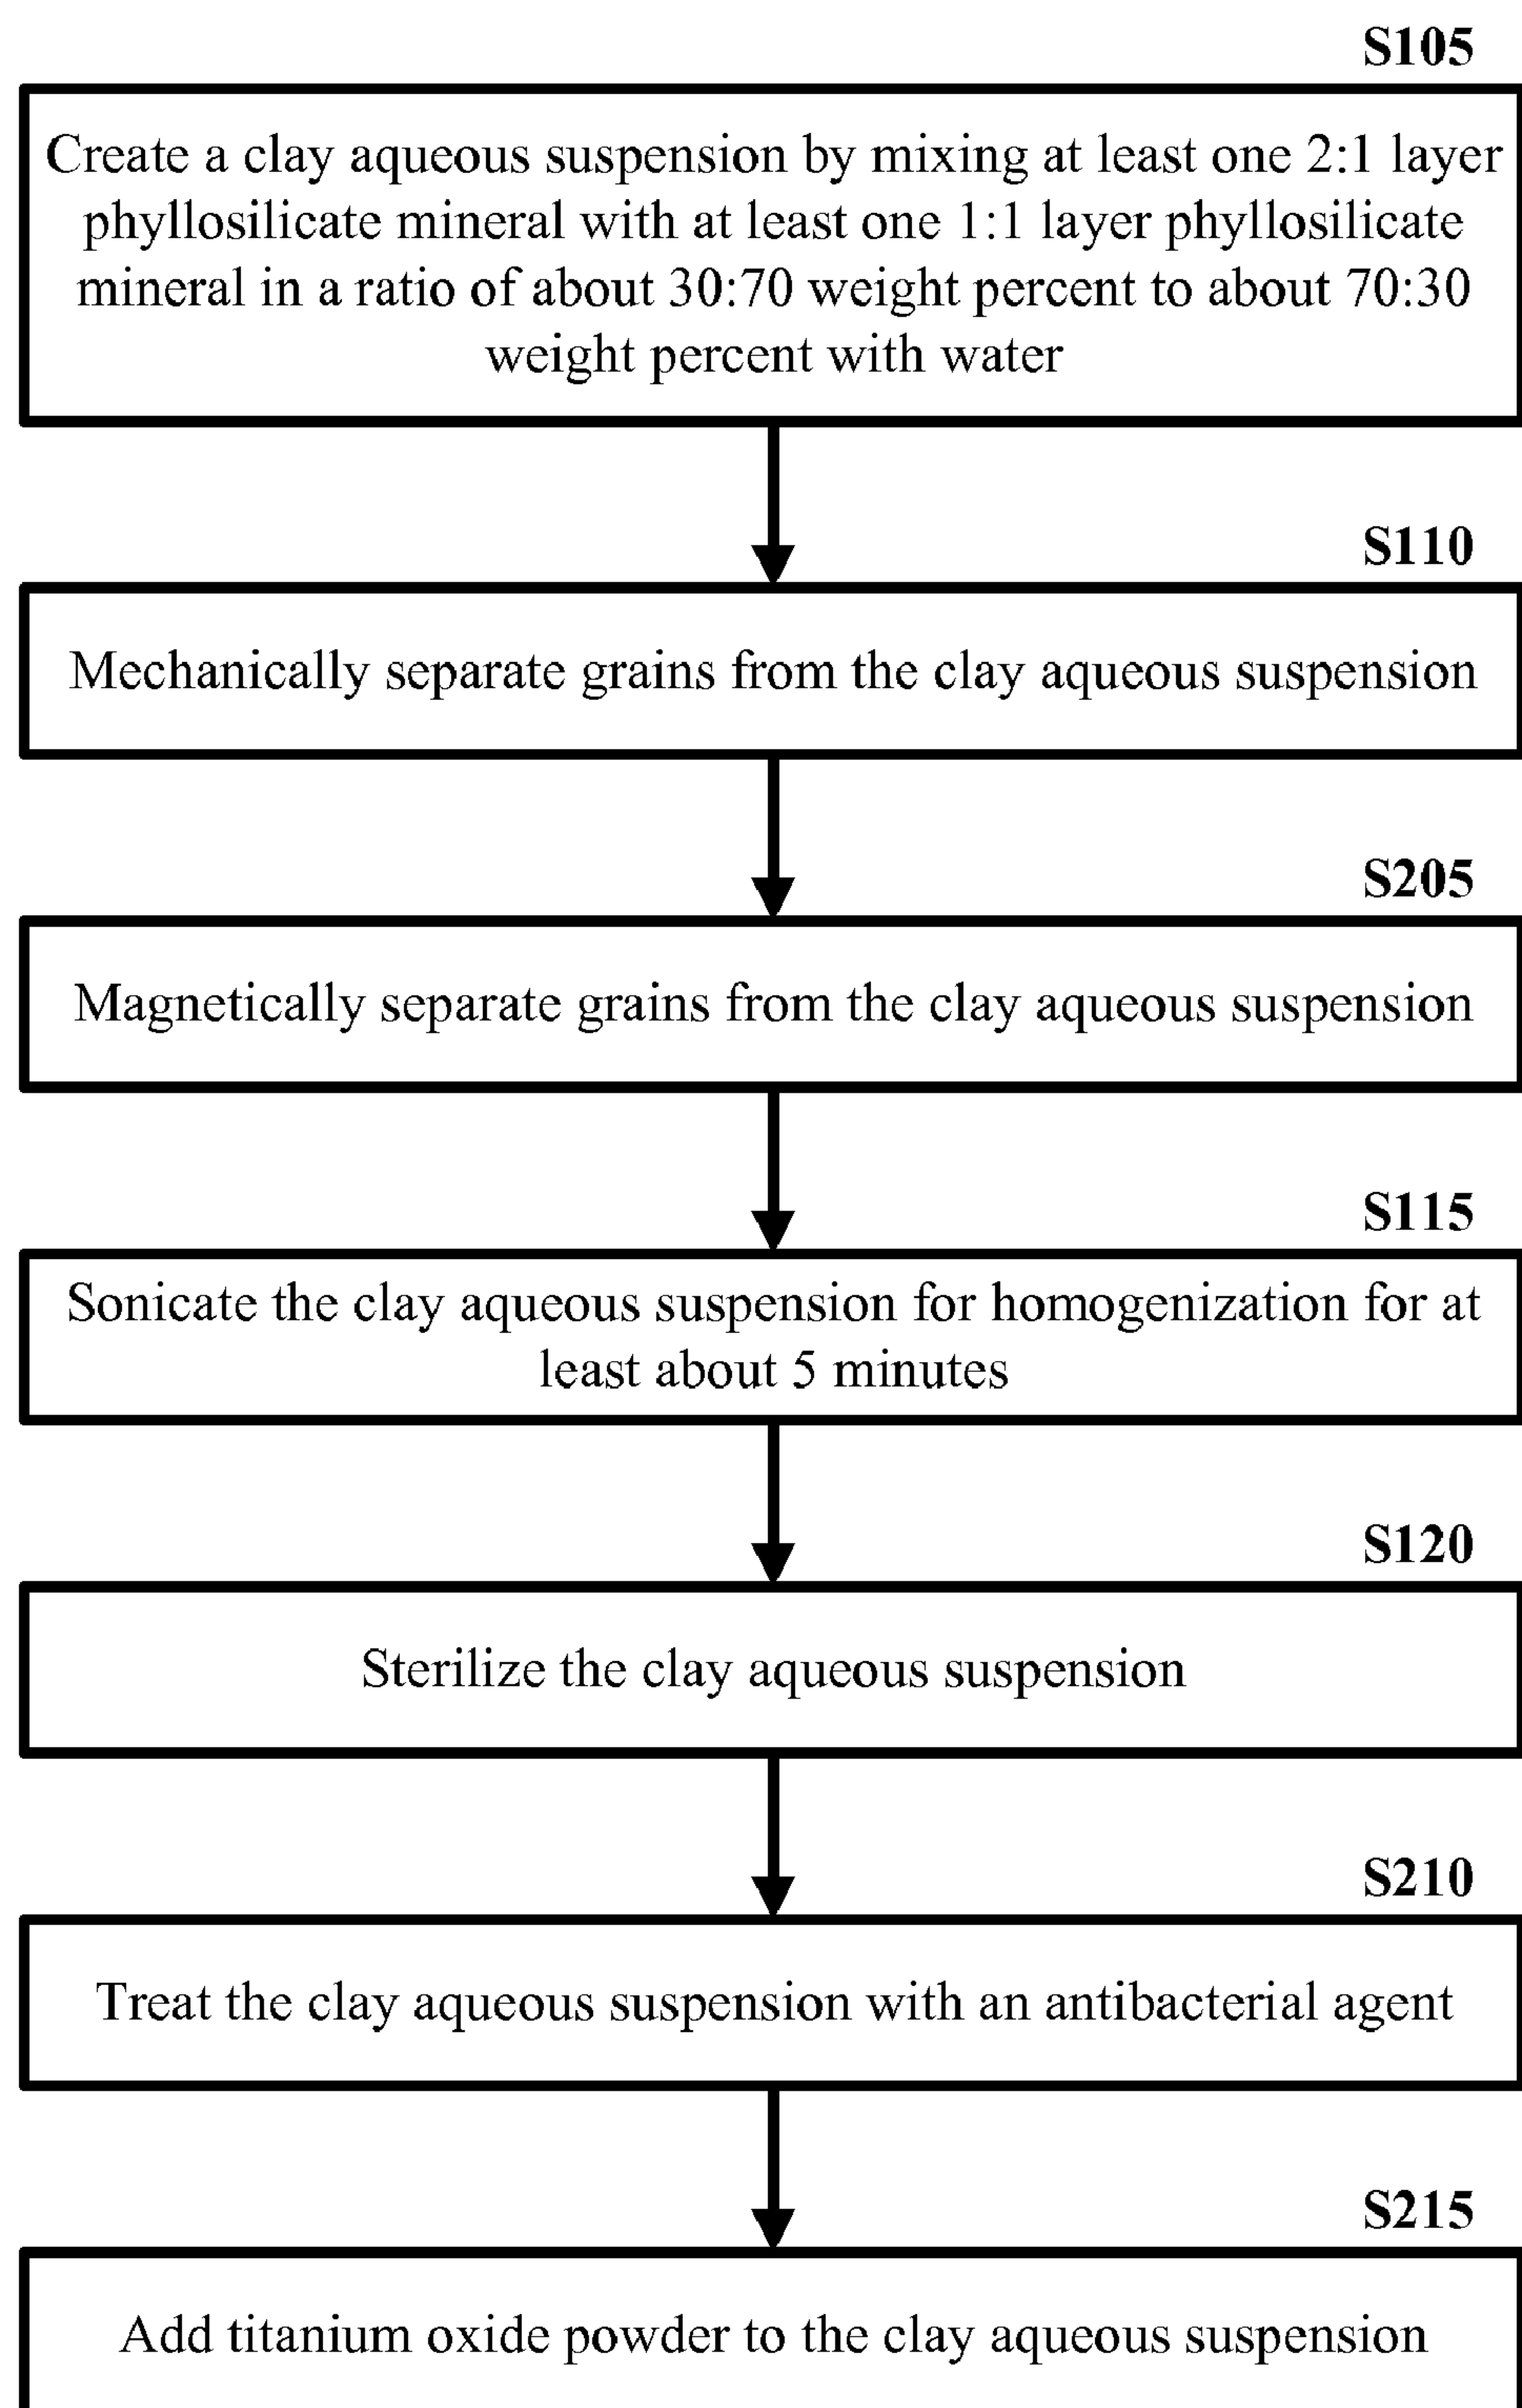 S105
Create a clay aqueous suspension by mixing at least one 2:1 layer
phyllosilicate mineral with at least one 1:1 layer phyllosilicate
mineral in a ratio of about 30:70 weight percent to about 70:30
weight percent with water
S110
Mechanically separate grains from the clay aqueous suspension
S205
Magnetically separate grains from the clay aqueous suspension
S115
Sonicate the clay aqueous suspension for homogenization for at
least about 5 minutes
S120
Sterilize the clay aqueous suspension
S210
Treat the clay aqueous suspension with an antibacterial agent
S215
Add titanium oxide powder to the clay aqueous suspension